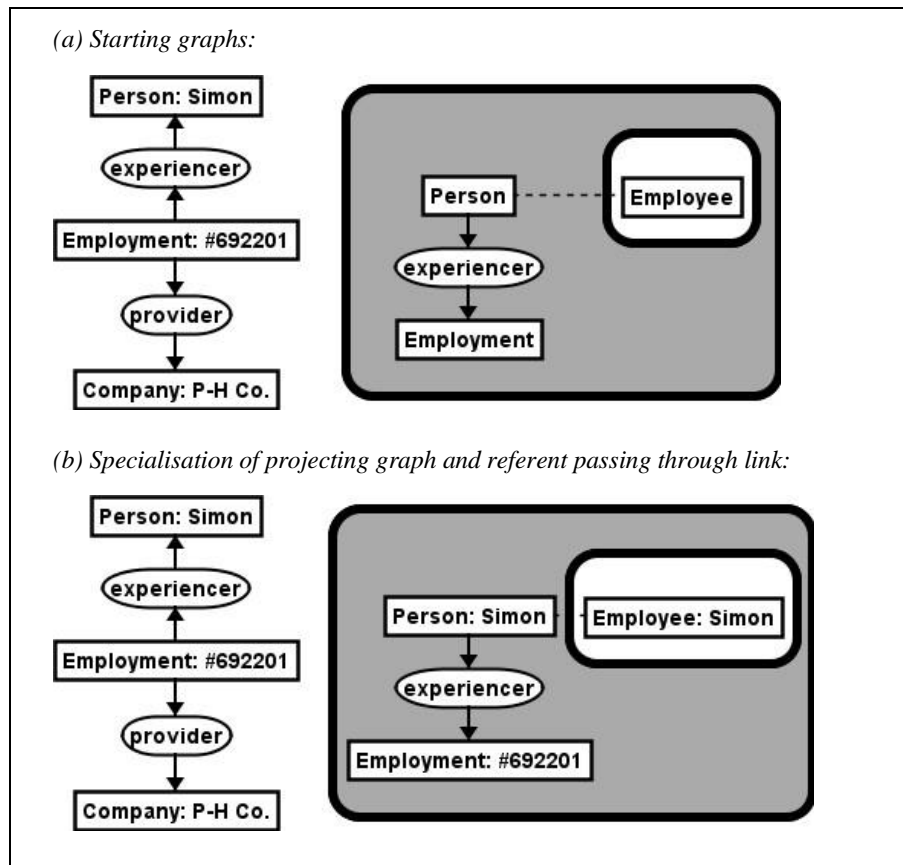 (a) Starting graphs:
Person: Simon
experiencer
Employment: #692201
provider
Company: P-H Co.
Person
Employee
experiencer
Employment
(b) Specialisation of projecting graph and referent passing through link:
Person: Simon
experiencer
Employment: #692201
provider
Company: P-H Co.
Person: Simon
Employee: Simon
experiencer
Employment: #692201